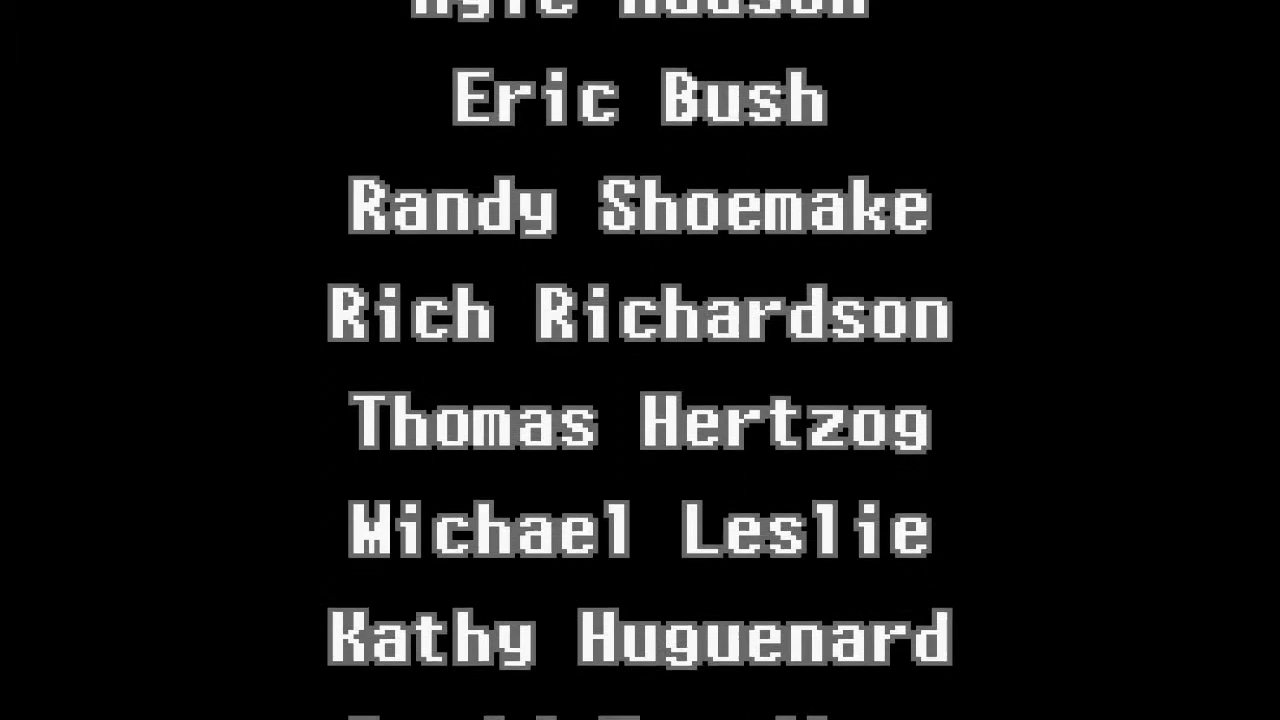 Eric Bush
Randy Shoemake
Rich Richardson
Thomas Hertzog
Michael Leslie
Kathy Huguenard